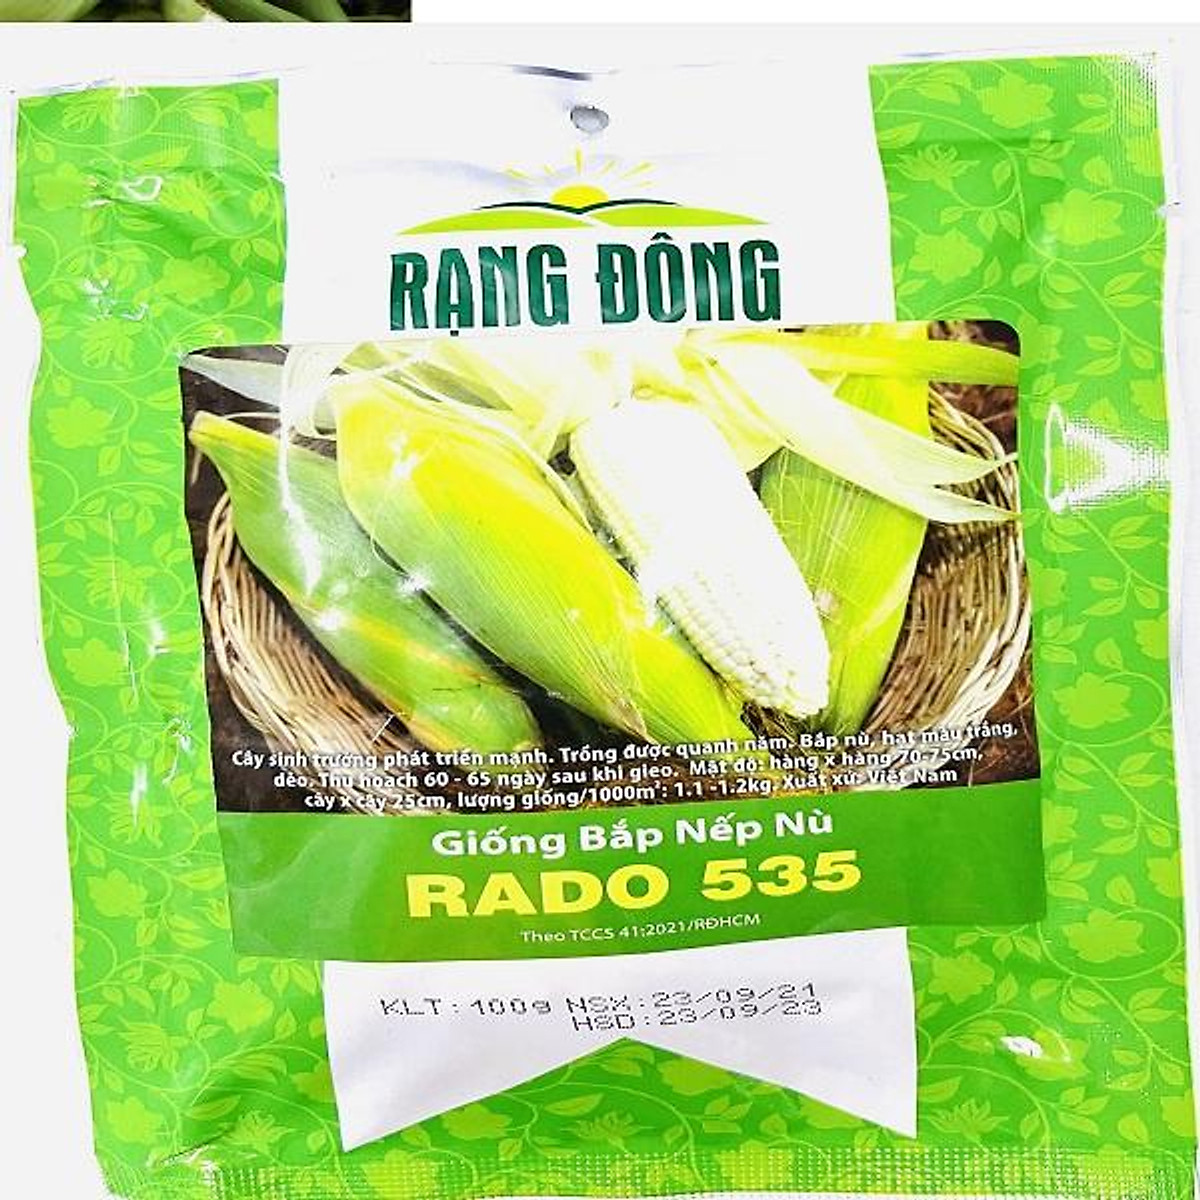 RẠNG ĐÔNG
Cây sinh trưởng phát triển mạnh. Trồng được quanh năm. Bắp nù, hạt màu trắng,
dẻo. Thu hoạch 60 - 65 ngày sau khi gieo. Mật độ: hàng x hàng 70-75cm,
cây x cây 25cm, lượng giống/1000m²: 1.1 -1.2kg. Xuất xứ: Việt Nam
Giống Bắp Nếp Nù
RADO 535
Theo TCCS 41:2021/RĐHCM
KLT: 100g NSX:23/09/21
HSD:23/09/23